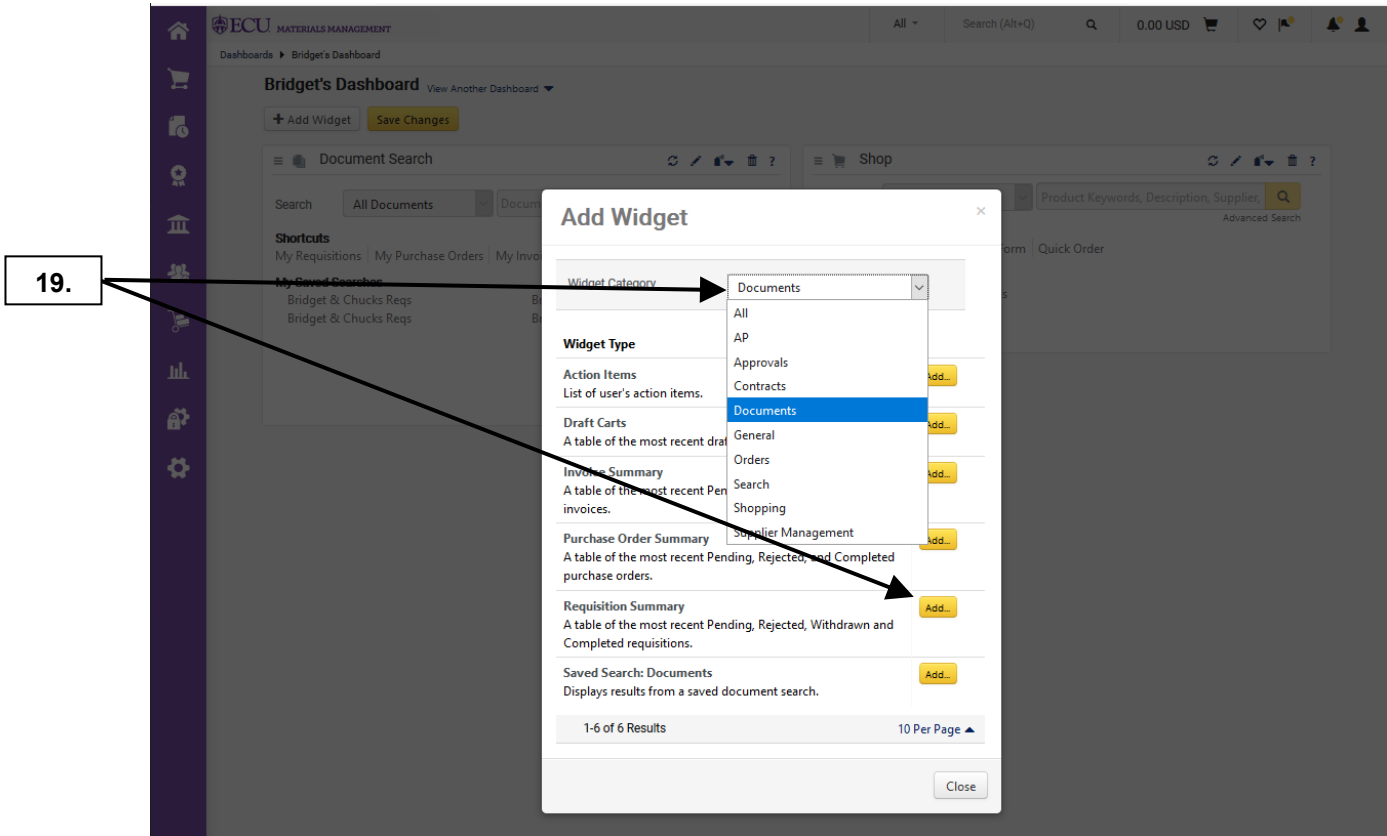 ECU MATERIALS MANAGEMENT
All
Search (Alt+Q)
0.00 USD
Dashboards Bridget's Dashboard
Bridget's Dashboard View Another Dashboard
+ Add Widget
Save Changes
Document Search
?
Shop
?
Search
All Documents
Docum
Product Keywords, Description, Supplier,
Advanced Search
Shortcuts
My Requisitions | My Purchase Orders | My Invoi
orm | Quick Order
My Saved Searches
s
Bridget & Chucks Reqs
Br
Bridget & Chucks Reqs
Br
19.
Add Widget
×
Widget Category
Documents
All
AP
Approvals
Contracts
Documents
General
Orders
Search
Shopping
Supplier Management
Widget Type
Action Items
List of user's action items.
Add...
Draft Carts
A table of the most recent draf
Add...
Invoice Summary
A table of the most recent Pen
invoices.
Add...
Purchase Order Summary
A table of the most recent Pending, Rejected, and Completed
purchase orders.
Add...
Requisition Summary
A table of the most recent Pending, Rejected, Withdrawn and
Completed requisitions.
Add...
Saved Search: Documents
Displays results from a saved document search.
Add...
1-6 of 6 Results
10 Per Page
Close